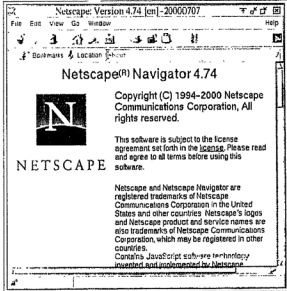 Netscape: Version 4.74 [en]-20000707
File Edit View Go Window Help
Bookmarks Location
Netscape(R) Navigator 4.74
N
NETSCAPE
Copyright (C) 1994-2000 Netscape
Communications Corporation, All
rights reserved.
This software is subject to the license
agreement set forth in the license. Please read
and agree to all terms before using this
software.
Netscape and Netscape Navigator are
registered trademarks of Netscape
Communications Corporation in the United
States and other countries Netscape's logos
and Netscape product and service names are
also trademarks of Netscape Communications
Corporation, which may be registered in other
countries.
Contains JavaScript software technology
invented and implemented by Netscape